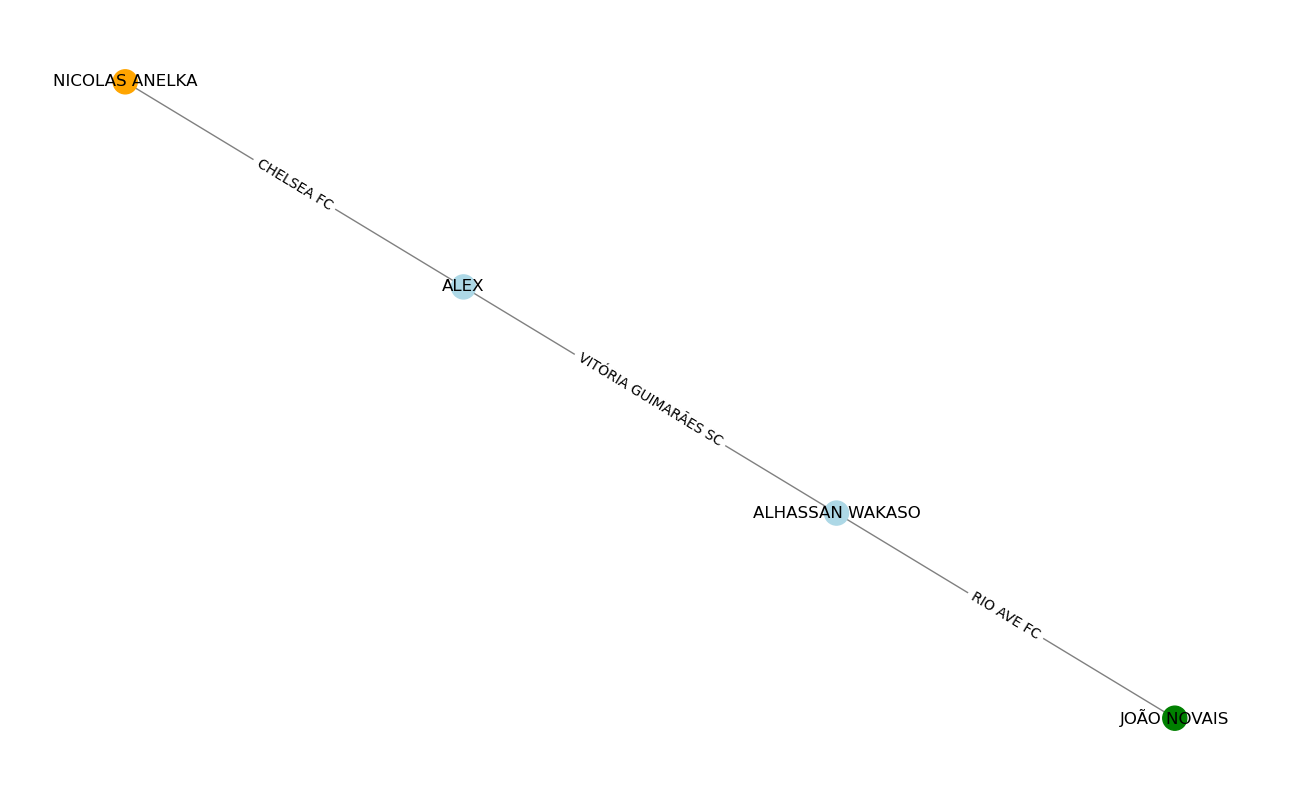 NICOLAS ANELKA
CHELSEA FC
ALEX
VITÓRIA GUIMARÃES SC
ALHASSAN WAKASO
RIO AVE FC
JOÃO NOVAIS